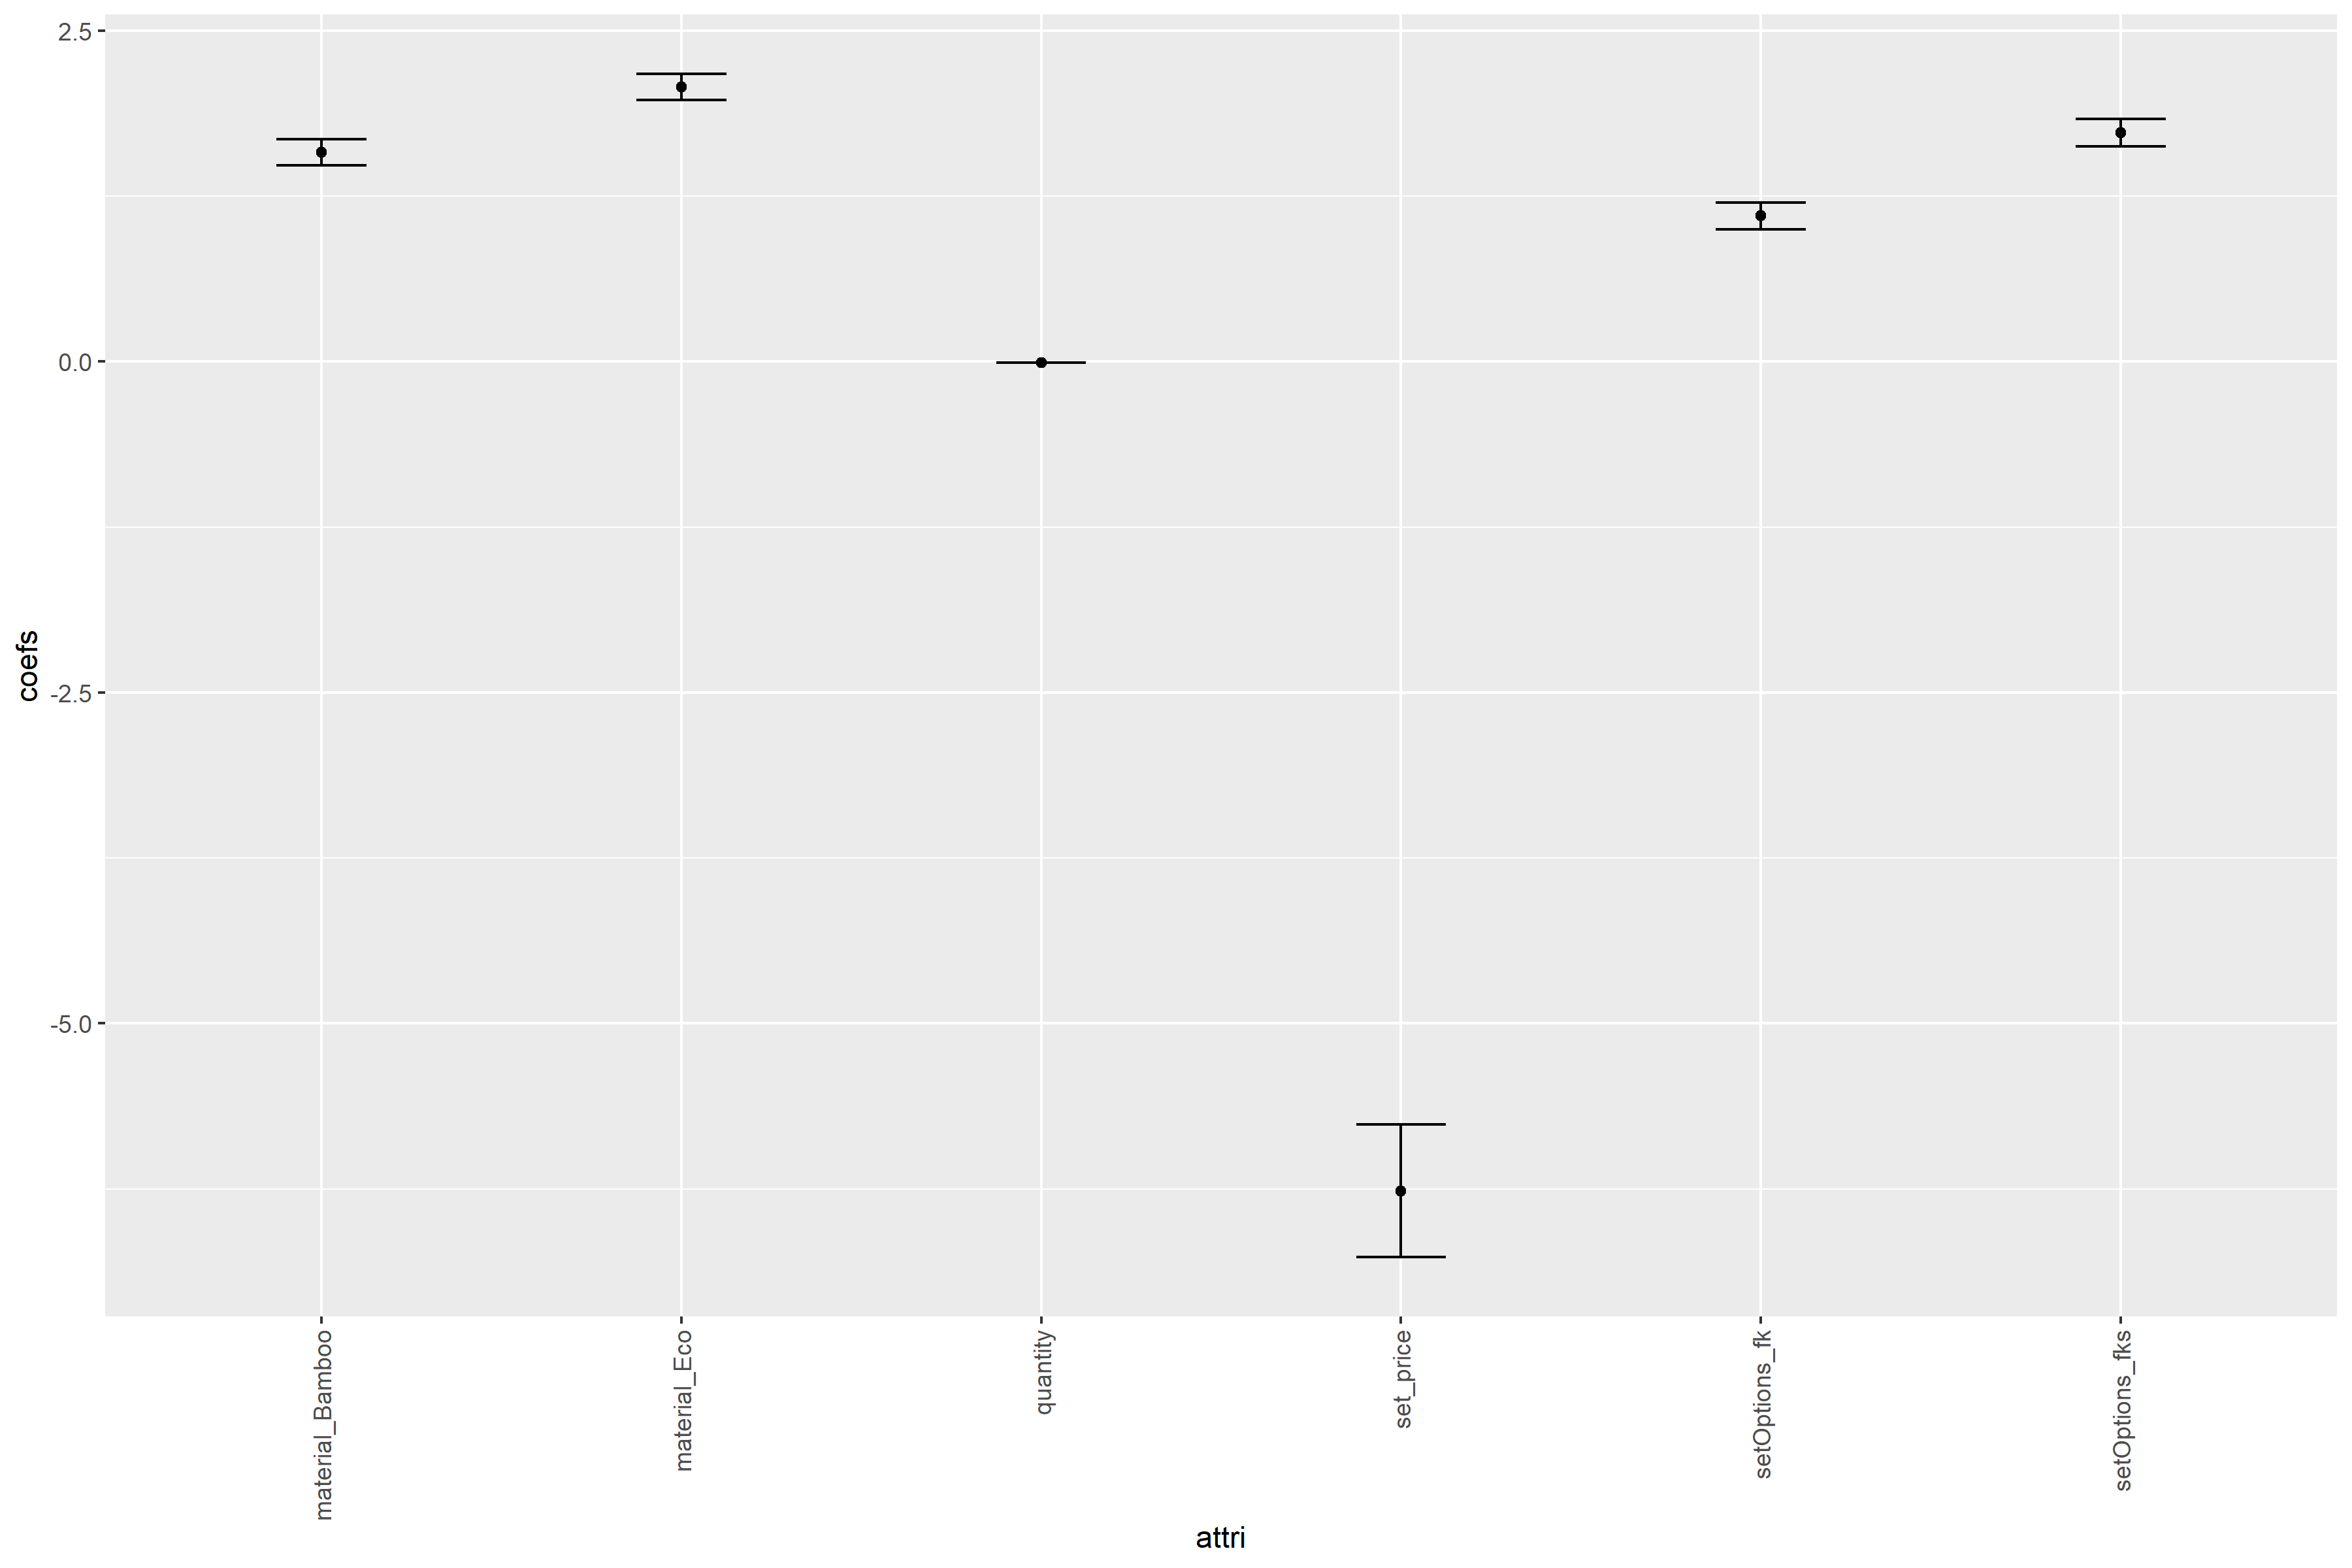 2.5
0.0
-2.5
-5.0
coefs
material_Bamboo
material_Eco
quantity
set_price
setOptions_fk
setOptions_fks
attri